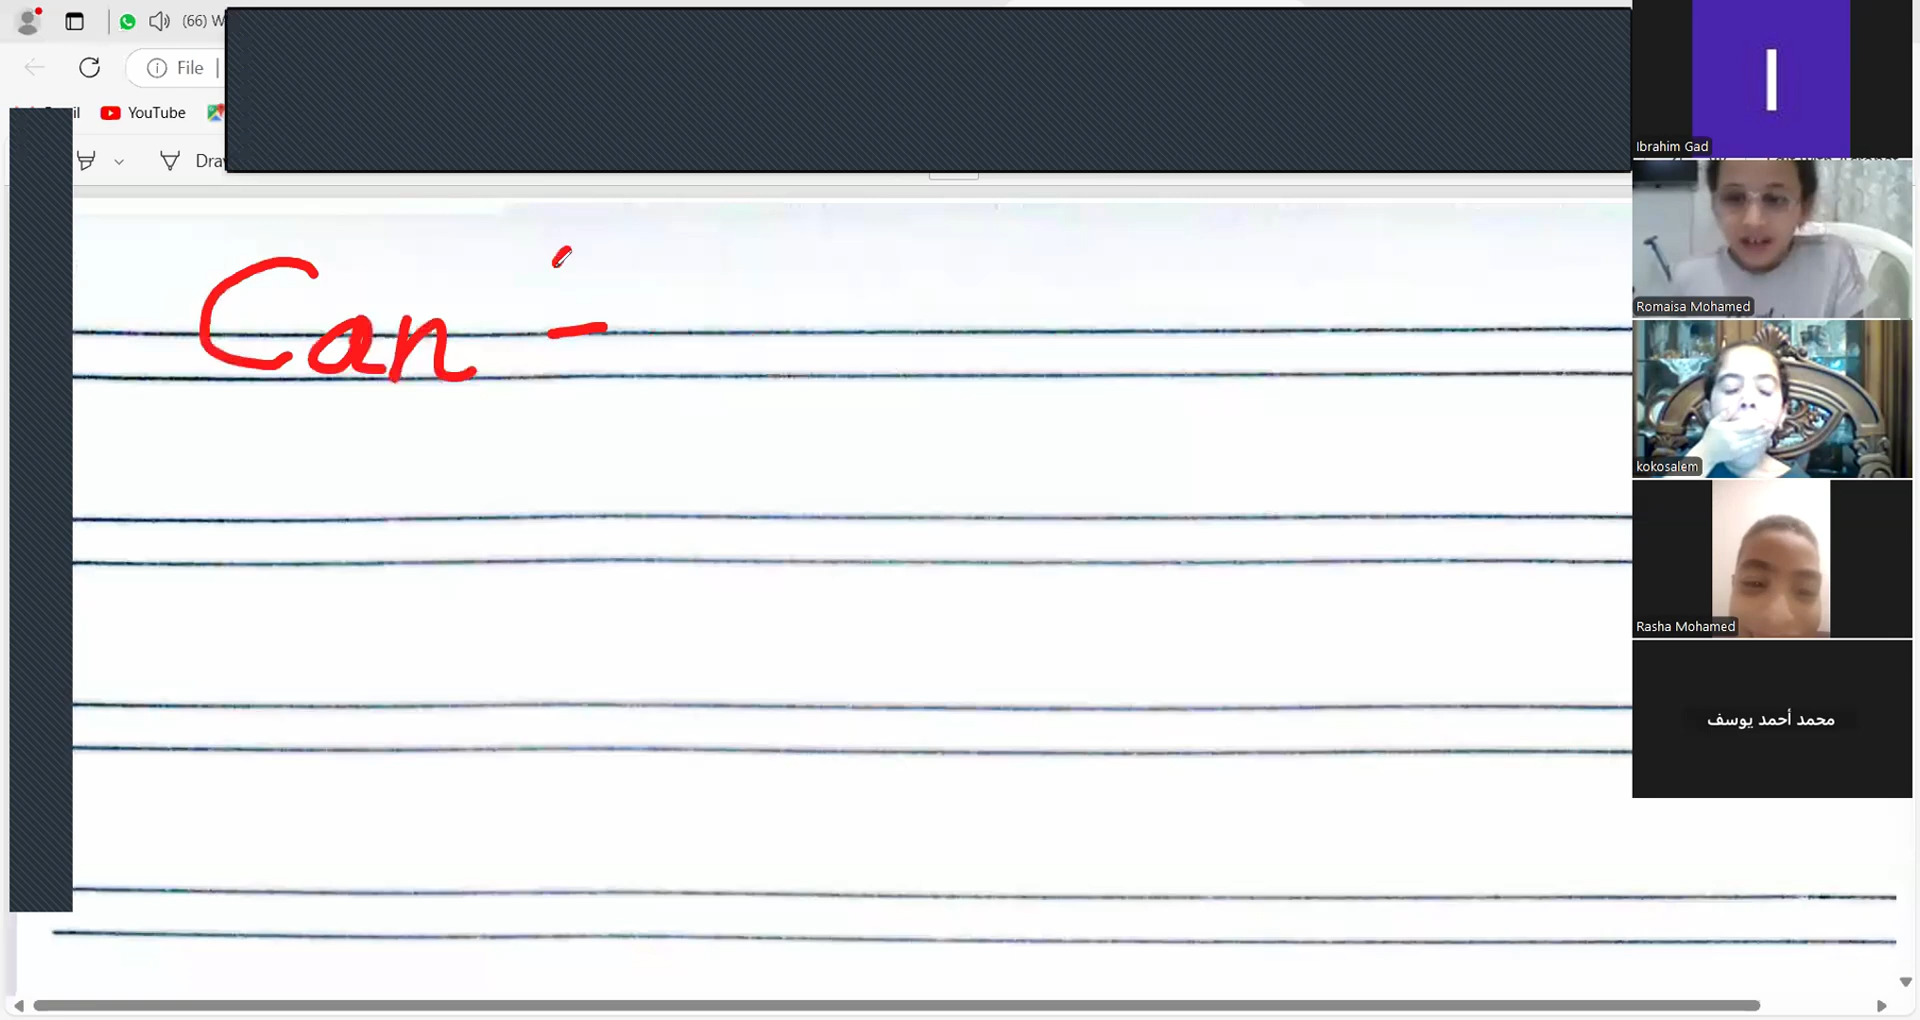 (66) W
File
YouTube
Dra
Can -
Ibrahim Gad
Romaisa Mohamed
kokosalem
Rasha Mohamed
محمد أحمد يوسف